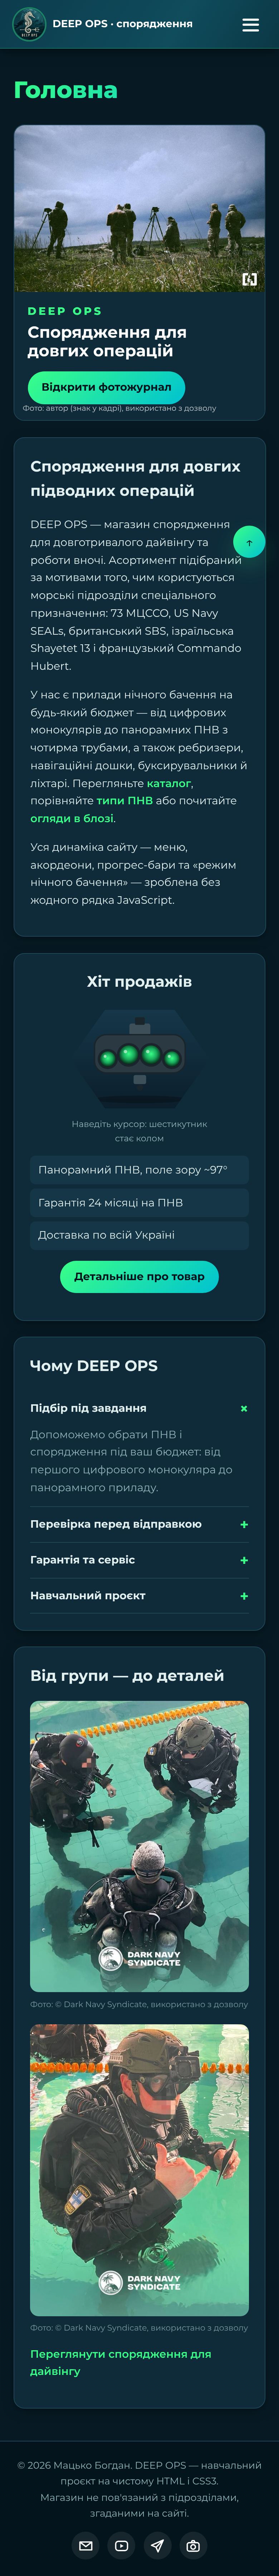 DEEP OPS · спорядження
Головна
DEEP OPS
Спорядження для
довгих операцій
Відкрити фотожурнал
Фото: автор (знак у кадрі), використано з дозволу
Спорядження для довгих
підводних операцій
DEEP OPS — магазин спорядження
для довготривалого дайвінгу та
роботи вночі. Асортимент підібраний
за мотивами того, чим користуються
морські підрозділи спеціального
призначення: 73 МЦССО, US Navy
SEALs, британський SBS, ізраїльська
Shayetet 13 і французький Commando
Hubert.
↑
У нас є прилади нічного бачення на
будь-який бюджет — від цифрових
монокулярів до панорамних ПНВ з
чотирма трубами, а також ребризери,
навігаційні дошки, буксирувальники й
ліхтарі. Перегляньте каталог,
порівняйте типи ПНВ або почитайте
огляди в блозі.
Уся динаміка сайту — меню,
акордеони, прогрес-бари та «режим
нічного бачення» — зроблена без
жодного рядка JavaScript.
Хіт продажів
Наведіть курсор: шестикутник
стає колом
Панорамний ПНВ, поле зору ~97°
Гарантія 24 місяці на ПНВ
Доставка по всій Україні
Детальніше про товар
Чому DEEP OPS
Підбір під завдання
Допоможемо обрати ПНВ і
спорядження під ваш бюджет: від
першого цифрового монокуляра до
панорамного приладу.
Перевірка перед відправкою +
Гарантія та сервіс +
Навчальний проєкт +
Від групи — до деталей
DARK NAVY
SYNDICATE
Фото: © Dark Navy Syndicate, використано з дозволу
DARK NAVY
SYNDICATE
Фото: © Dark Navy Syndicate, використано з дозволу
Переглянути спорядження для
дайвінгу
© 2026 Мацько Богдан. DEEP OPS — навчальний
проєкт на чистому HTML і CSS3.
Магазин не пов'язаний з підрозділами,
згаданими на сайті.